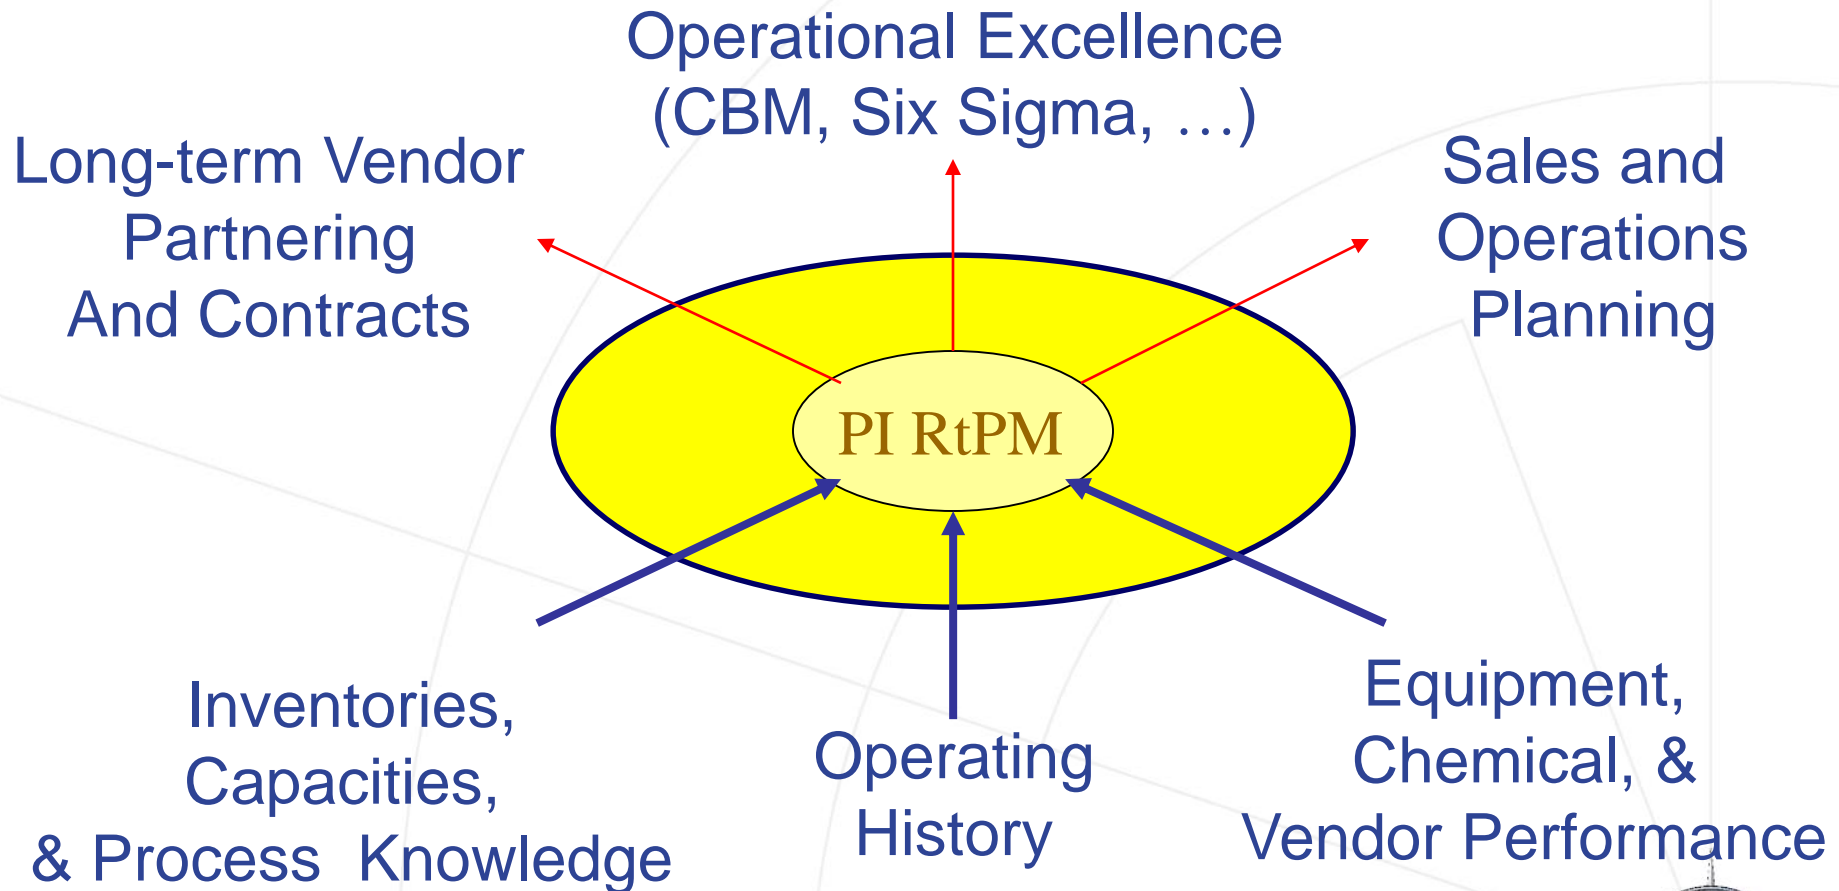 Operational Excellence
(CBM, Six Sigma, …)
Long-term Vendor
Partnering
And Contracts
Sales and
Operations
Planning
PI RtPM
Inventories,
Capacities,
& Process  Knowledge
Operating
History
Equipment,
Chemical, &
Vendor Performance